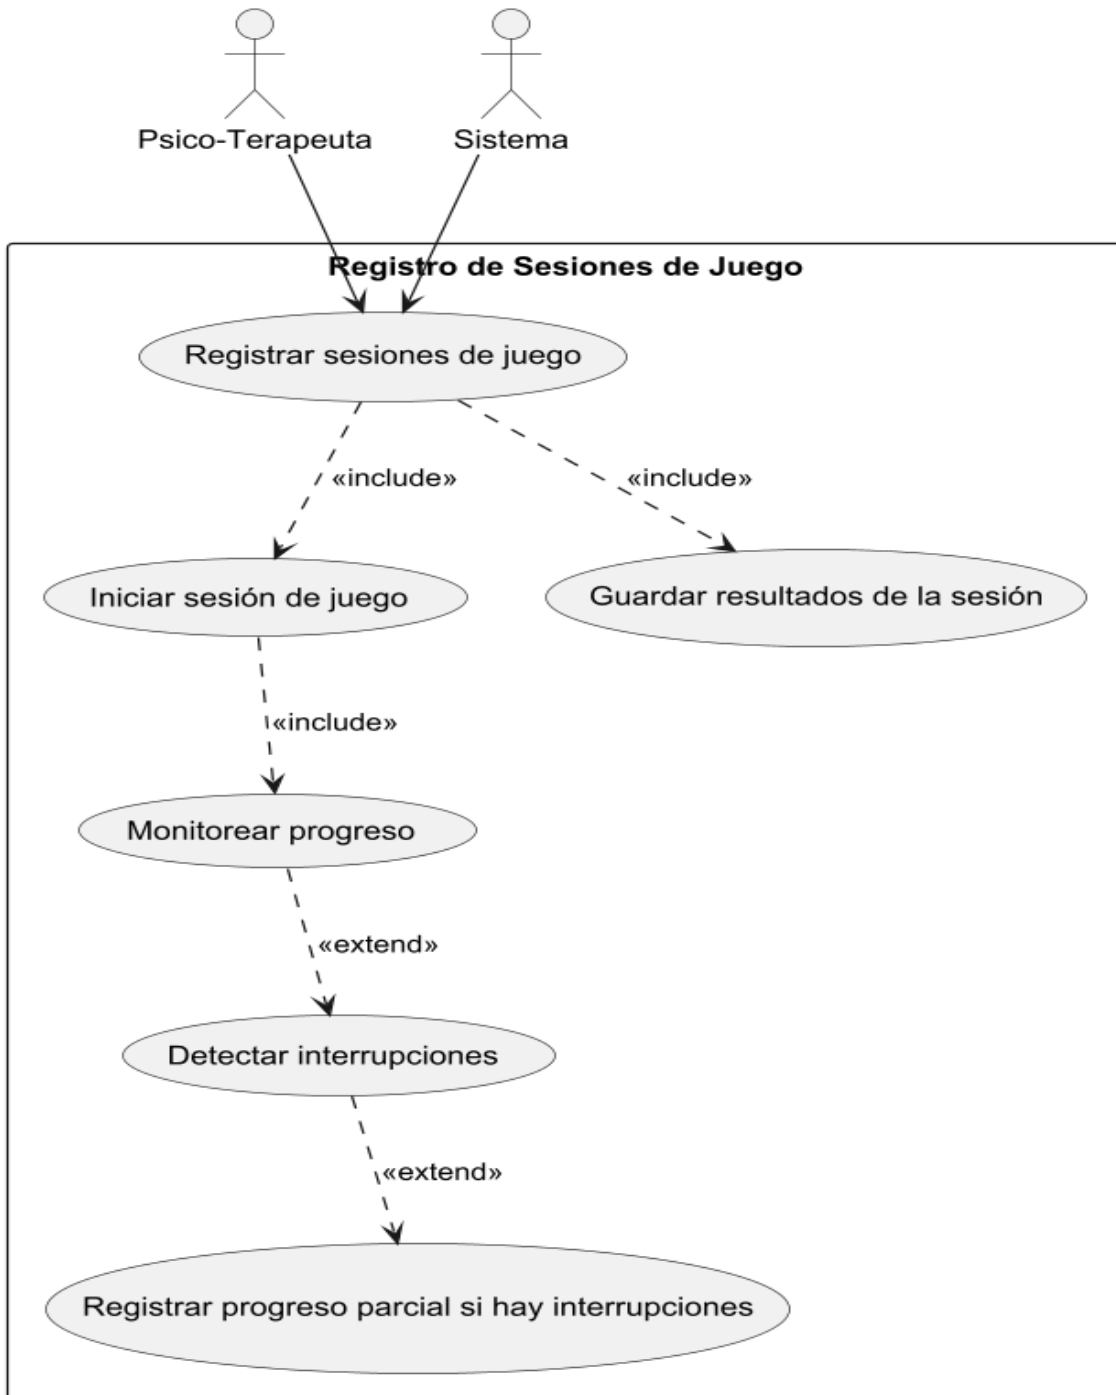 Psico-Terapeuta
Sistema
Registro de Sesiones de Juego
Registrar sesiones de juego
«include»
«include»
Iniciar sesión de juego
Guardar resultados de la sesión
«include»
Monitorear progreso
«extend»
Detectar interrupciones
«extend»
Registrar progreso parcial si hay interrupciones